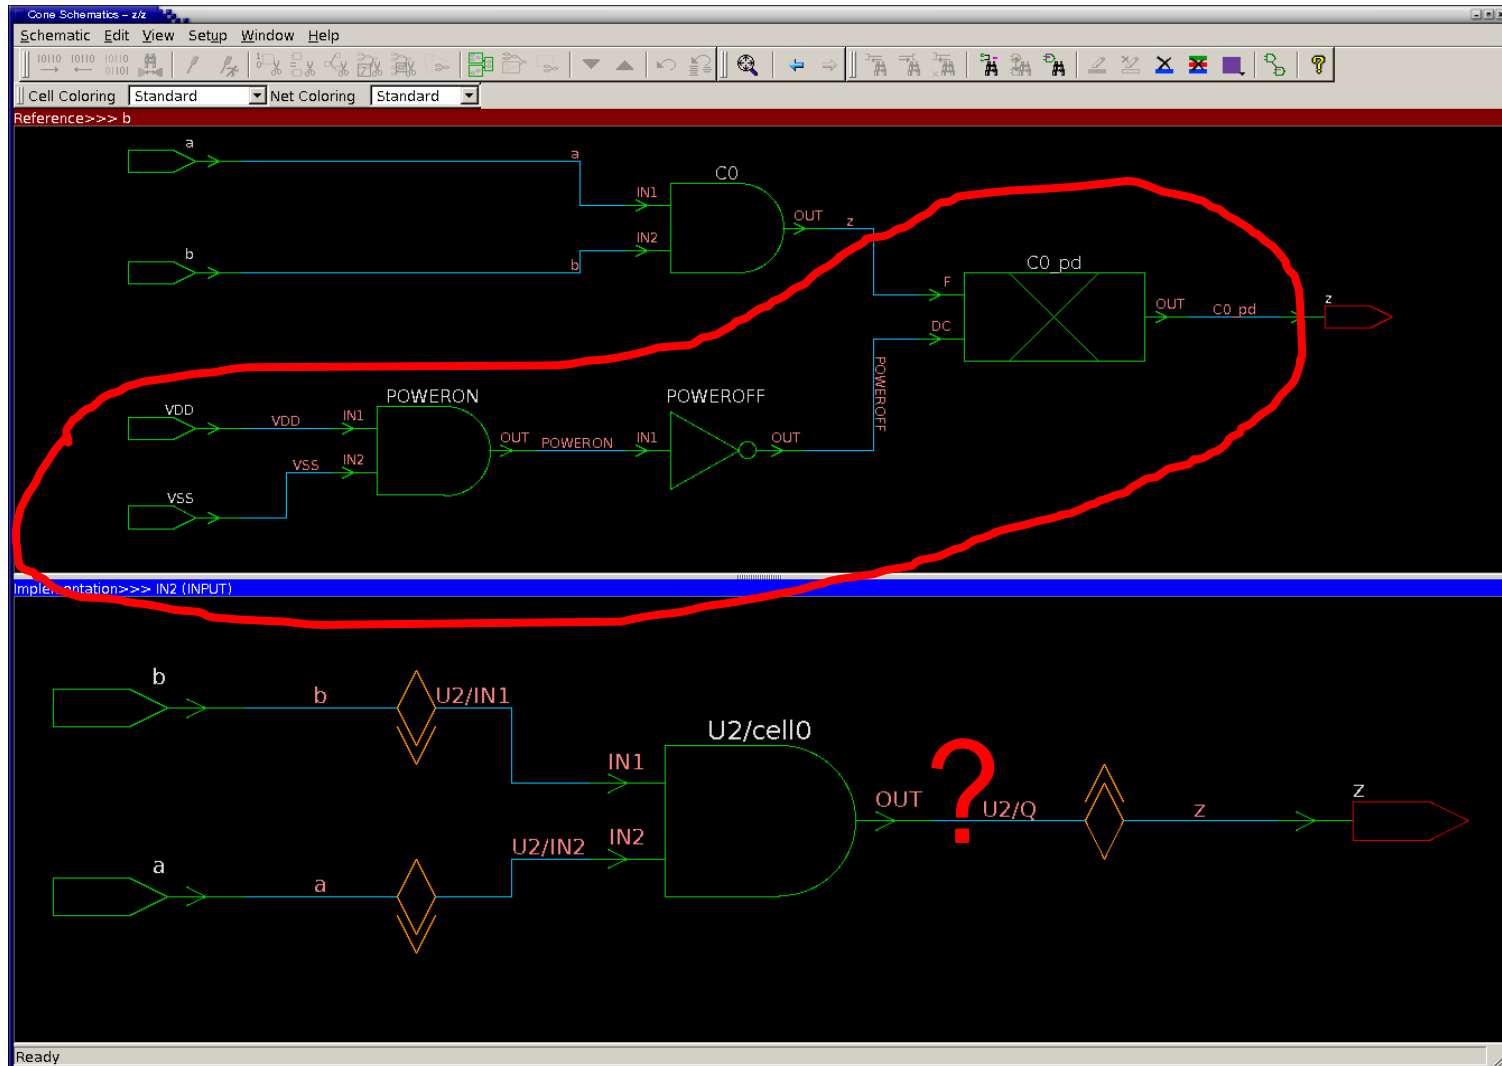 Cone Schematics – z/z
Schematic Edit View Setup Window Help
Cell Coloring Standard Net Coloring Standard
Reference>>> b
a
a
C0
IN1
OUT
z
IN2
b
b
C0_pd
F
OUT
C0_pd
z
DC
POWEROFF
POWERON
POWEROFF
VDD
VDD
IN1
OUT
POWERON
IN1
OUT
VSS
IN2
VSS
Implementation>>> IN2 (INPUT)
b
b
U2/IN1
U2/cell0
IN1
OUT
?
U2/Q
z
z
IN2
U2/IN2
a
a
Ready